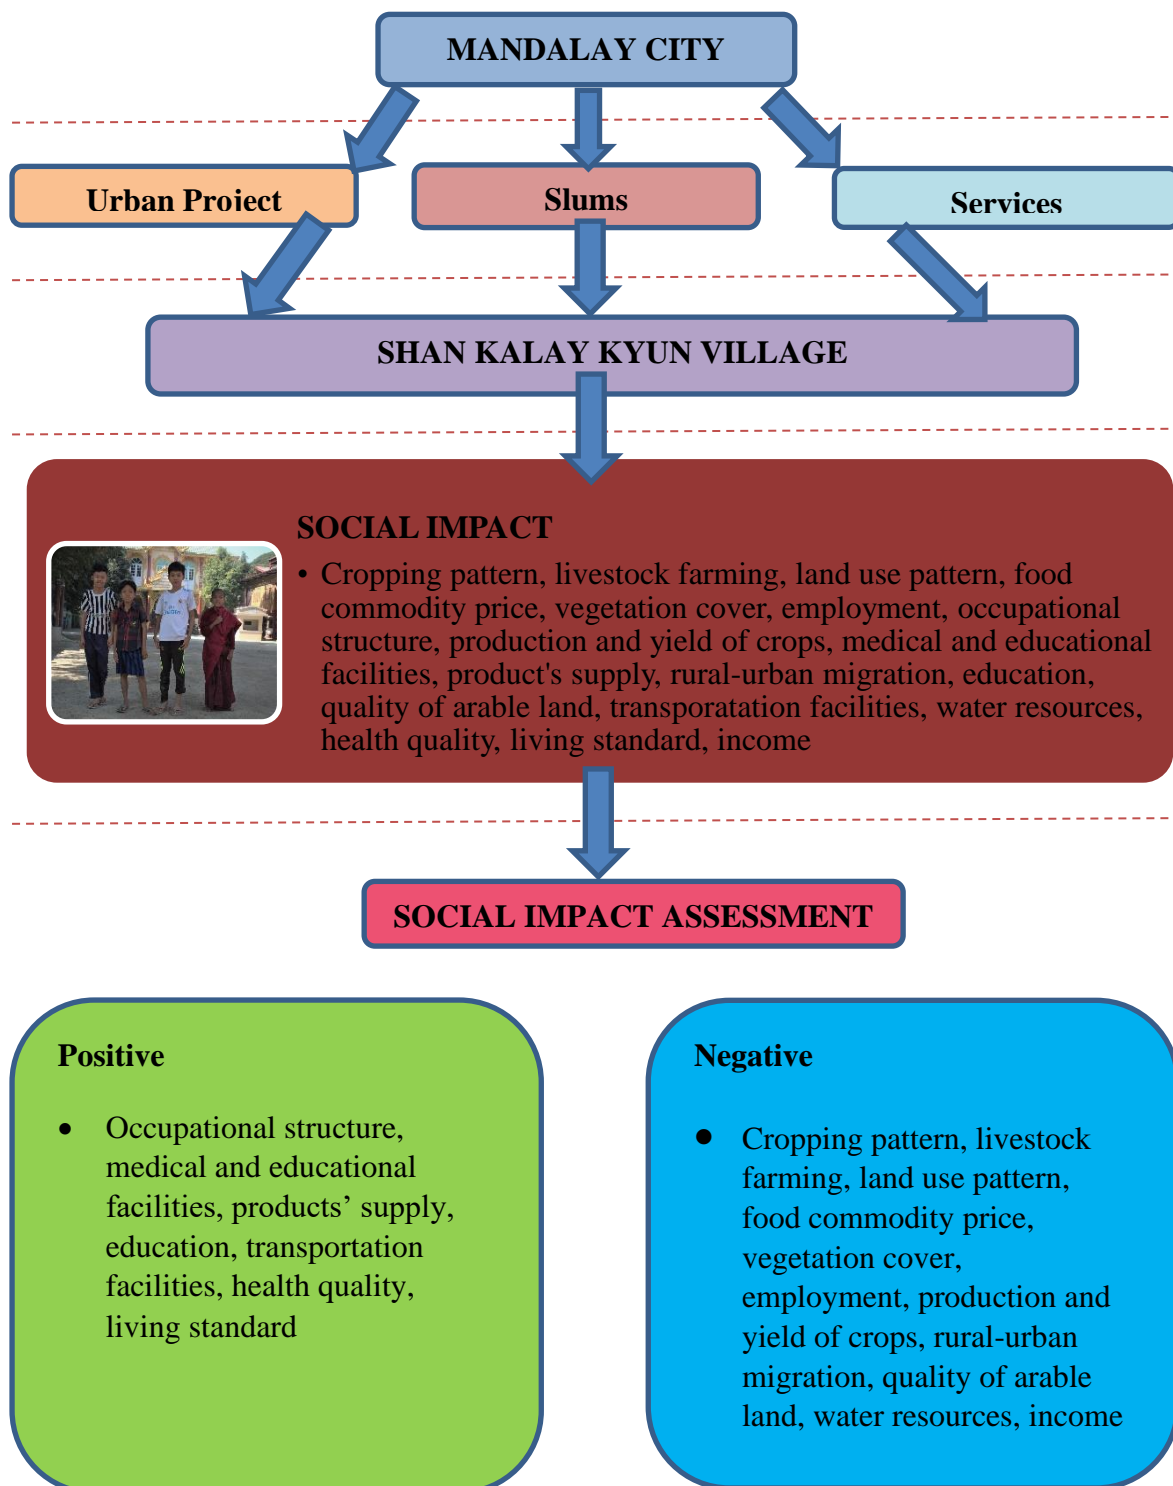 MANDALAY CITY
Urban Project
Slums
Services
SHAN KALAY KYUN VILLAGE
SOCIAL IMPACT
• Cropping pattern, livestock farming, land use pattern, food
commodity price, vegetation cover, employment, occupational
structure, production and yield of crops, medical and educational
facilities, product's supply, rural-urban migration, education,
quality of arable land, transporatation facilities, water resources,
health quality, living standard, income
SOCIAL IMPACT ASSESSMENT
Positive
• Occupational structure,
medical and educational
facilities, products’ supply,
education, transportation
facilities, health quality,
living standard
Negative
• Cropping pattern, livestock
farming, land use pattern,
food commodity price,
vegetation cover,
employment, production and
yield of crops, rural-urban
migration, quality of arable
land, water resources, income